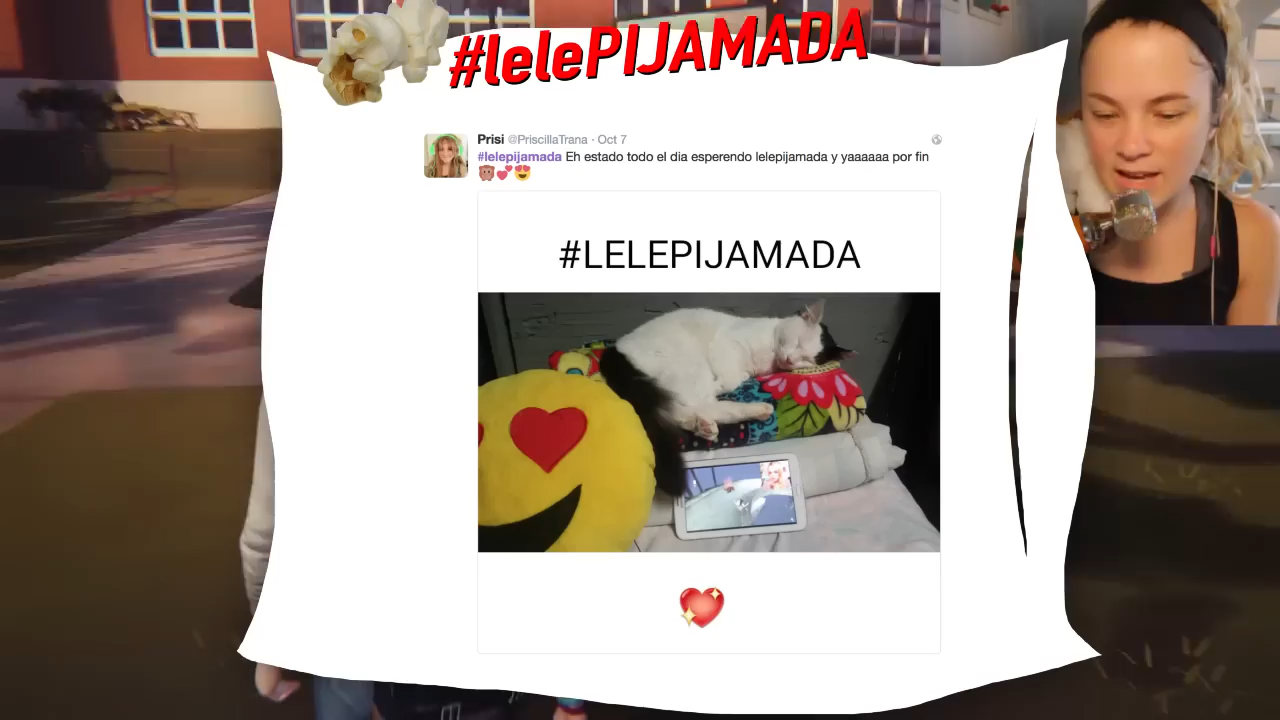 #lelePIJAMADA
Prisi @PriscillaTrana · Oct 7
#lelepijamada Eh estado todo el dia esperendo lelepijamada y yaaaaaa por fin
#LELEPIJAMADA